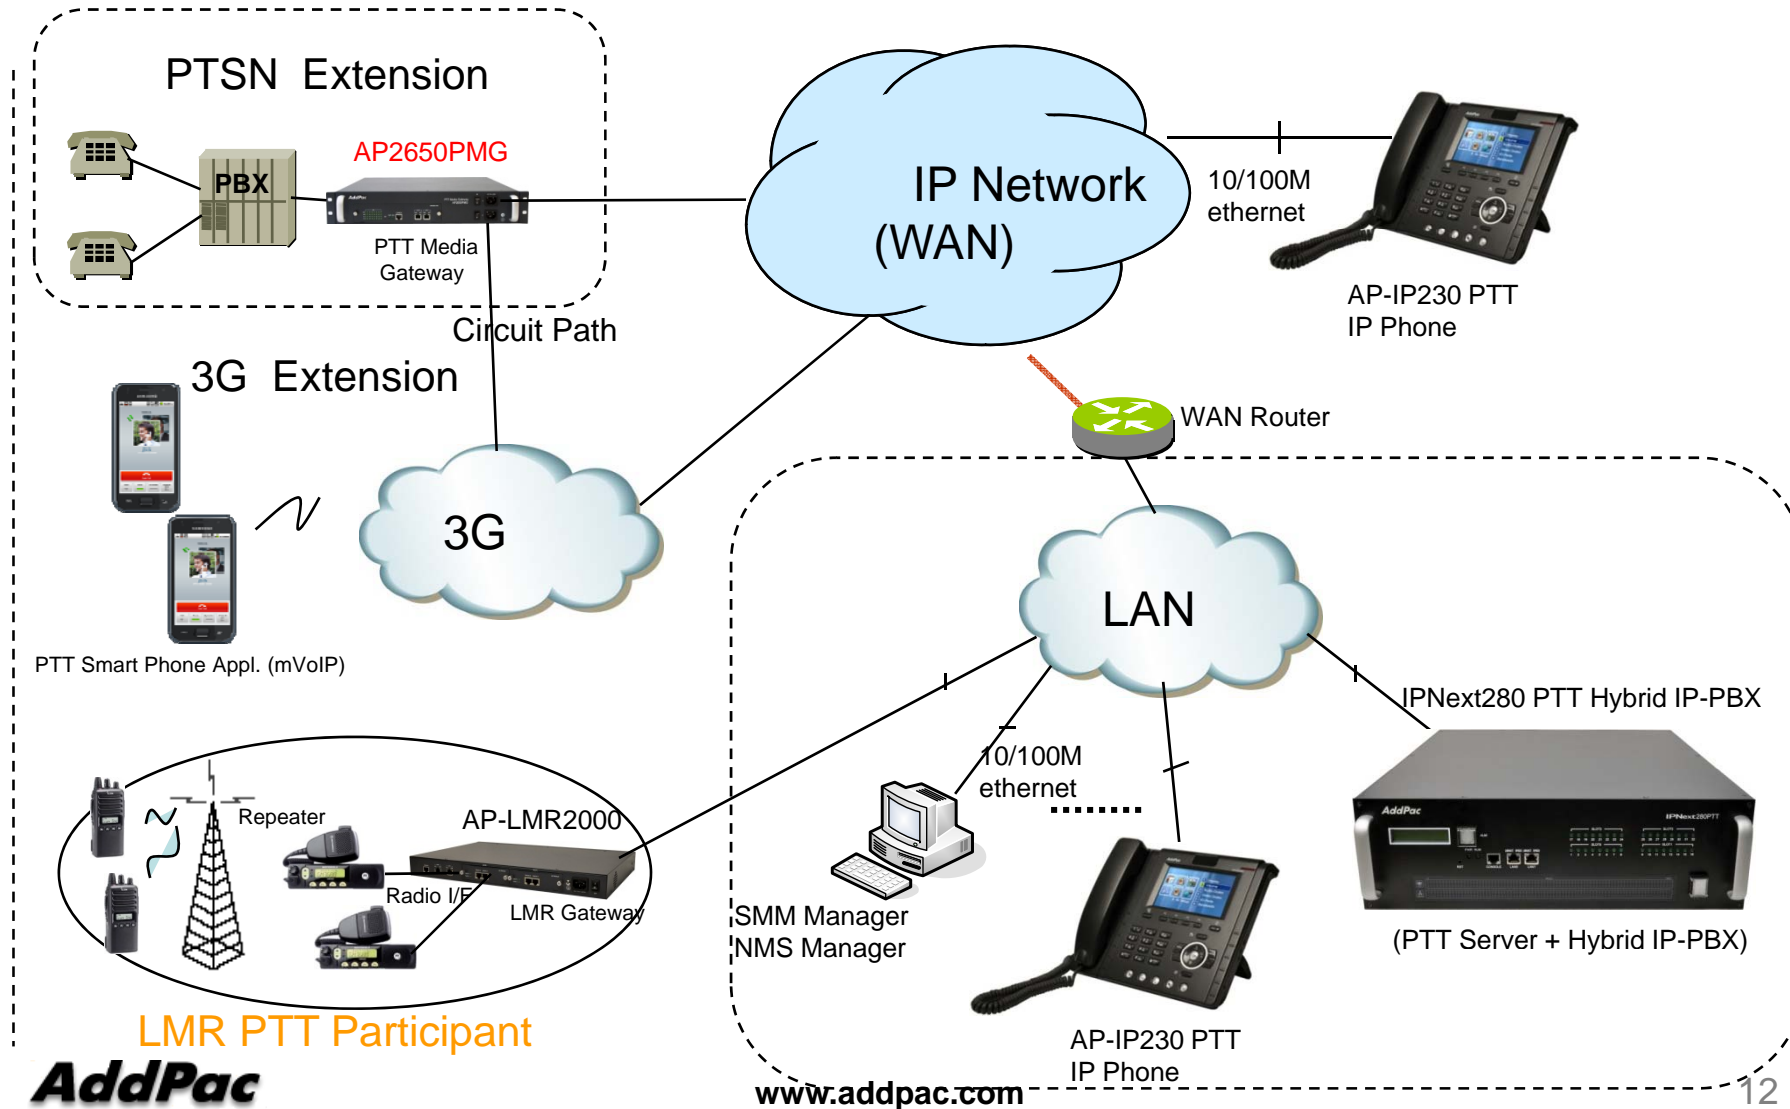 PTSN Extension
AP2650PMG
PBX
PTT Media
Gateway
IP Network
(WAN)
10/100M
ethernet
AP-IP230 PTT
IP Phone
Circuit Path
3G Extension
WAN Router
3G
LAN
PTT Smart Phone Appl. (mVoIP)
IPNext280 PTT Hybrid IP-PBX
10/100M
ethernet
Repeater
AP-LMR2000
Radio I/F
LMR Gateway
AddPac
IPNext280PTT
SMM Manager
NMS Manager
(PTT Server + Hybrid IP-PBX)
LMR PTT Participant
AP-IP230 PTT
IP Phone
AddPac
www.addpac.com
12